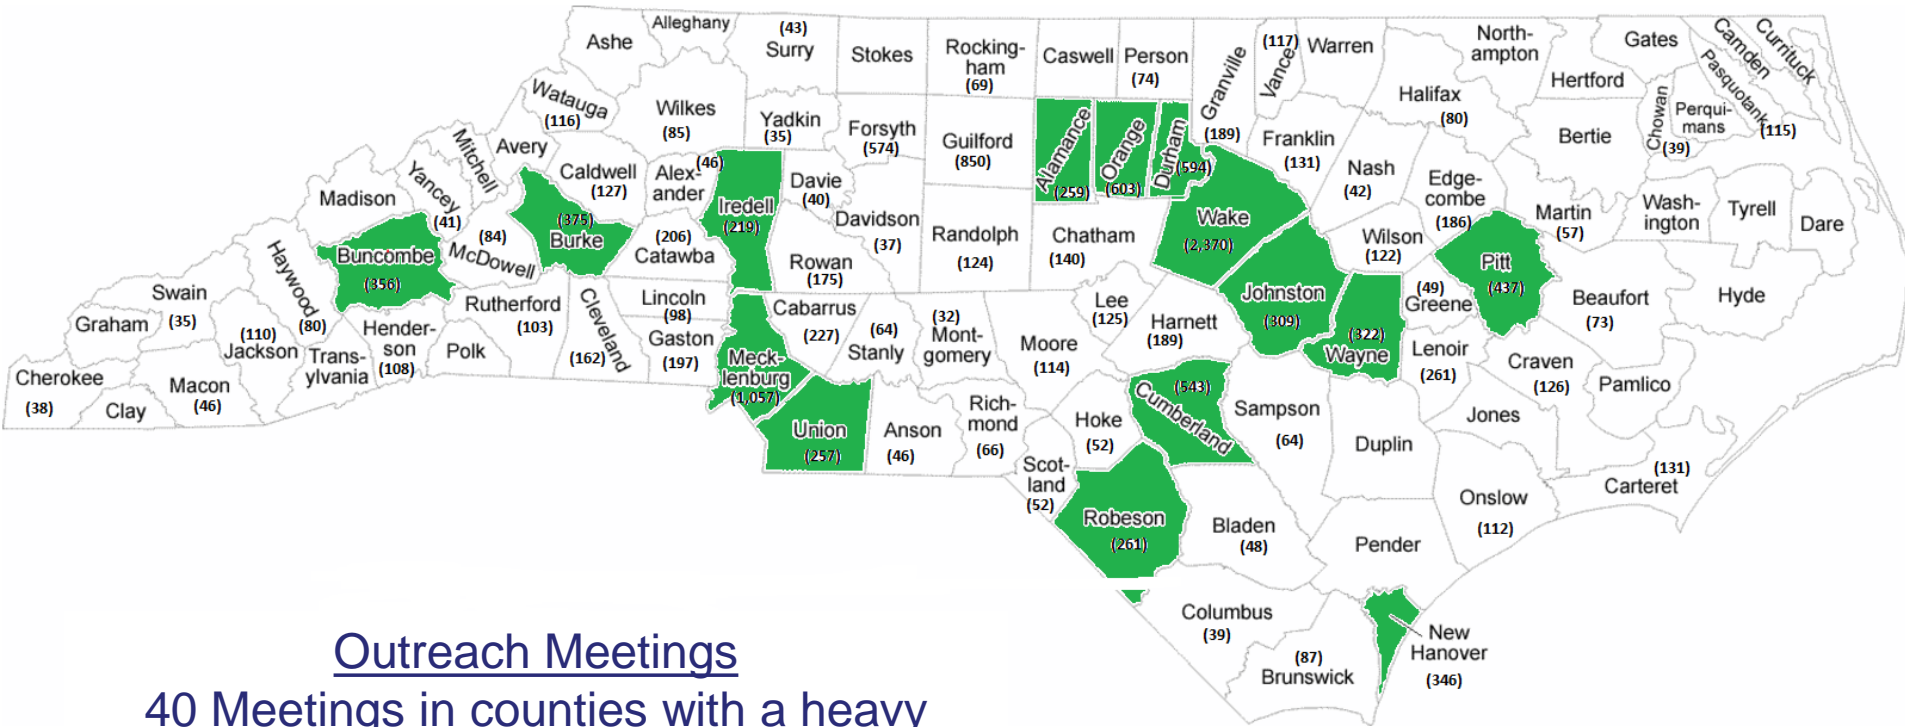 Alleghany
Ashe
(43)
Surry
Stokes
Rocking-
ham
(69)
Caswell
Person
(74)
Granville
(189)
(117)
Vance
Warren
North-
ampton
Gates
Camden
Currituck
Pasquotank
(115)
Hertford
Halifax
(80)
Chowan
Perqui-
mans
(39)
Bertie
Watauga
(116)
Wilkes
(85)
Yadkin
(35)
Forsyth
(574)
Guilford
(850)
Alamance
(259)
Orange
(603)
Durham
(594)
Franklin
(131)
Nash
(42)
Edge-
combe
(186)
Martin
(57)
Wash-
ington
Tyrell
Dare
Mitchell
Avery
Caldwell
(127)
(46)
Alex-
ander
Iredell
(219)
Davie
(40)
Davidson
(37)
Randolph
(124)
Chatham
(140)
Wake
(2,370)
Wilson
(122)
Pitt
(437)
Madison
Yancey
(41)
(84)
McDowell
(375)
Burke
(206)
Catawba
Rowan
(175)
Buncombe
(356)
Haywood
(80)
Swain
(35)
Graham
(110)
Jackson
Trans-
ylvania
Hender-
son
(108)
Polk
Rutherford
(103)
Cleveland
(162)
Lincoln
(98)
Gaston
(197)
Cabarrus
(227)
(64)
Stanly
(32)
Mont-
gomery
Moore
(114)
Lee
(125)
Harnett
(189)
Johnston
(309)
(322)
Wayne
(49)
Greene
Lenoir
(261)
Beaufort
(73)
Hyde
Craven
(126)
Pamlico
Cherokee
(38)
Clay
Macon
(46)
Meck-
lenburg
(1,057)
Union
(257)
Anson
(46)
Rich-
mond
(66)
Hoke
(52)
(543)
Cumberland
Sampson
(64)
Duplin
Jones
Scot-
land
(52)
Robeson
(261)
Bladen
(48)
Pender
Onslow
(112)
(131)
Carteret
Columbus
(39)
(87)
Brunswick
New
Hanover
(346)
Outreach Meetings
40 Meetings in counties with a heavy